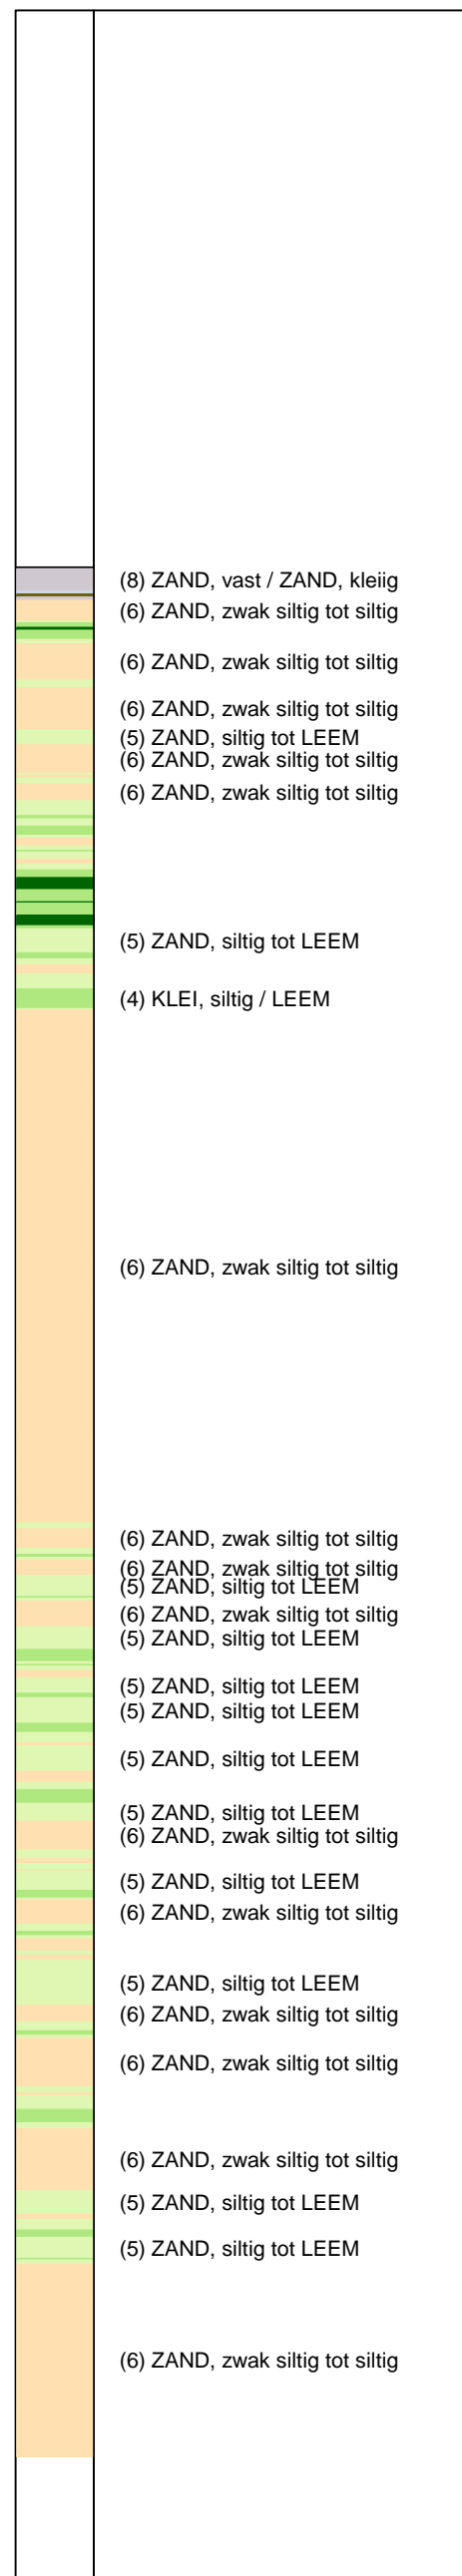 (8) ZAND, vast / ZAND, kleiig
(6) ZAND, zwak siltig tot siltig
(6) ZAND, zwak siltig tot siltig
(6) ZAND, zwak siltig tot siltig
(5) ZAND, siltig tot LEEM
(6) ZAND, zwak siltig tot siltig
(6) ZAND, zwak siltig tot siltig
(5) ZAND, siltig tot LEEM
(4) KLEI, siltig / LEEM
(6) ZAND, zwak siltig tot siltig
(6) ZAND, zwak siltig tot siltig
(6) ZAND, zwak siltig tot siltig
(5) ZAND, siltig tot LEEM
(6) ZAND, zwak siltig tot siltig
(5) ZAND, siltig tot LEEM
(5) ZAND, siltig tot LEEM
(5) ZAND, siltig tot LEEM
(5) ZAND, siltig tot LEEM
(5) ZAND, siltig tot LEEM
(6) ZAND, zwak siltig tot siltig
(5) ZAND, siltig tot LEEM
(6) ZAND, zwak siltig tot siltig
(5) ZAND, siltig tot LEEM
(6) ZAND, zwak siltig tot siltig
(6) ZAND, zwak siltig tot siltig
(6) ZAND, zwak siltig tot siltig
(5) ZAND, siltig tot LEEM
(5) ZAND, siltig tot LEEM
(6) ZAND, zwak siltig tot siltig